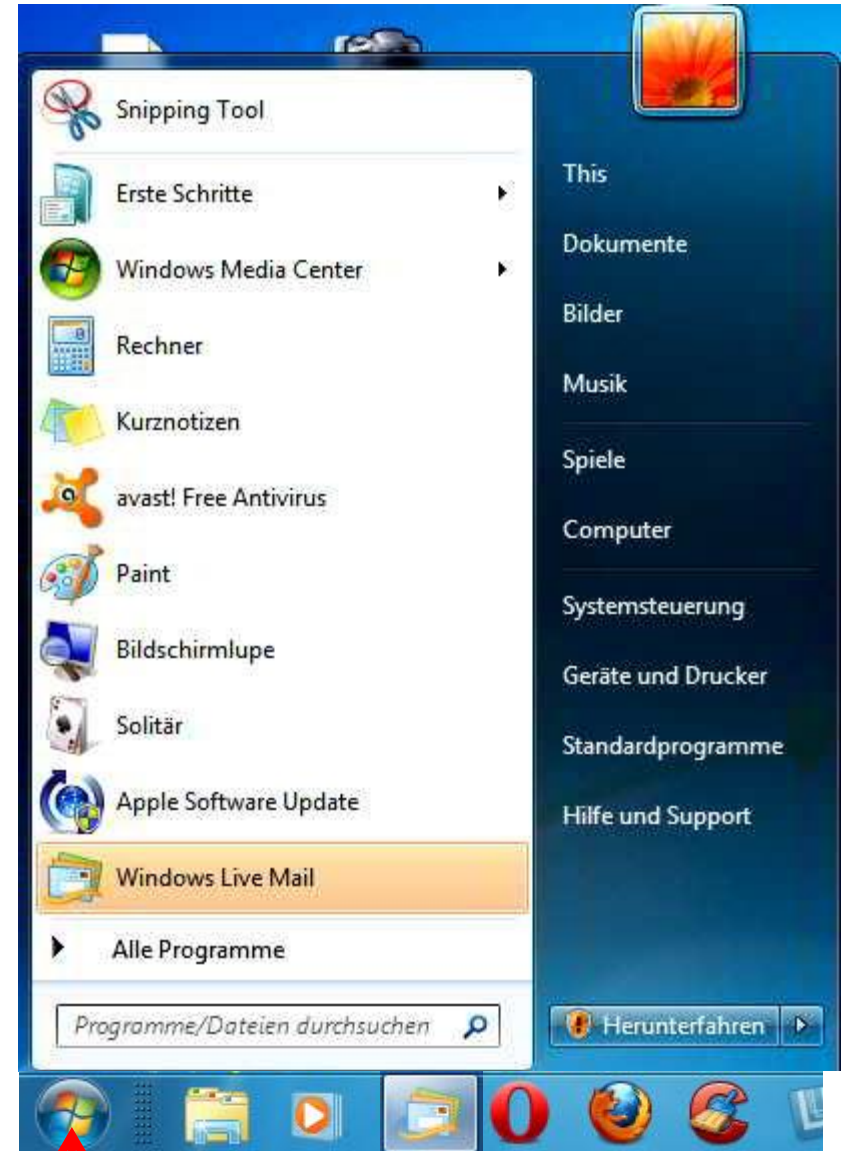 Snipping Tool
Erste Schritte
Windows Media Center
Rechner
Kurznotizen
avast! Free Antivirus
Paint
Bildschirmlupe
Solitär
Apple Software Update
Windows Live Mail
Alle Programme
Programme/Dateien durchsuchen
This
Dokumente
Bilder
Musik
Spiele
Computer
Systemsteuerung
Geräte und Drucker
Standardprogramme
Hilfe und Support
Herunterfahren